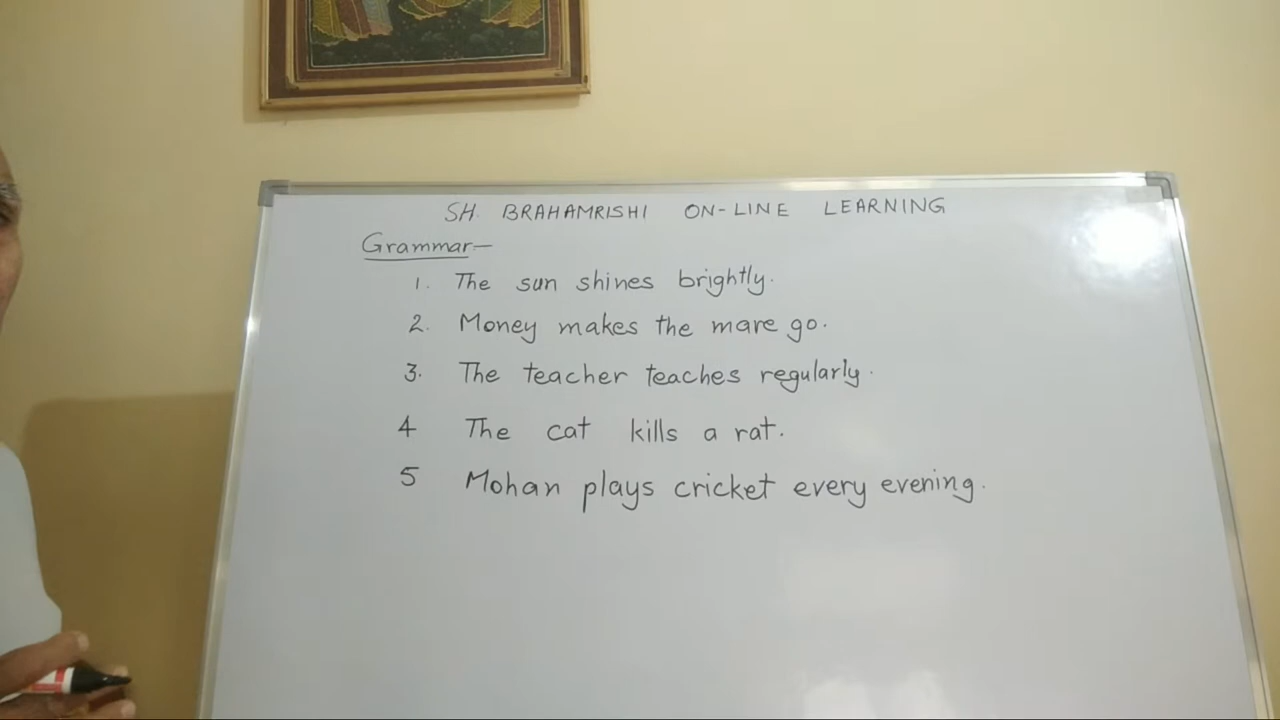 SH. BRAHAMRISHI ON-LINE LEARNING
Grammar—
1. The sun shines brightly.
2. Money makes the mare go.
3. The teacher teaches regularly.
4 The cat kills a rat.
5 Mohan plays cricket every evening.